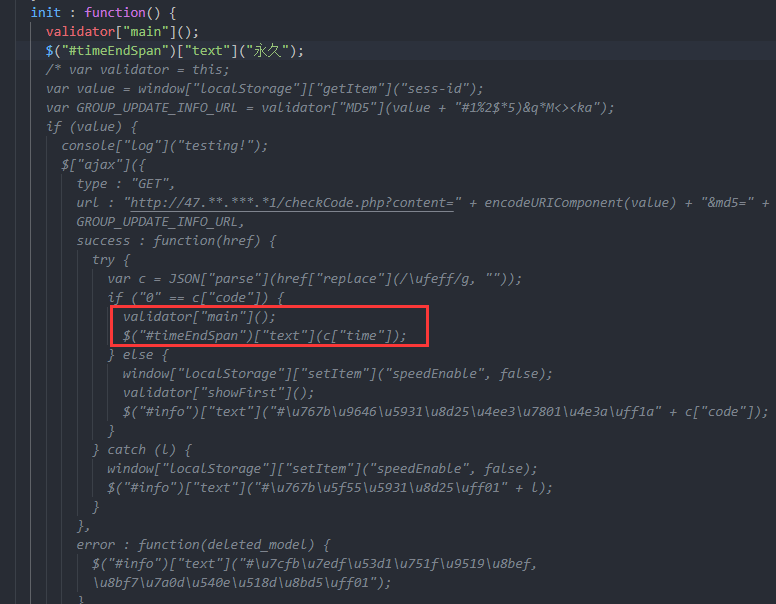 init : function() {
validator["main"]();
$("#timeEndSpan")["text"]("永久");
/* var validator = this;
var value = window["localStorage"]["getItem"]("sess-id");
var GROUP_UPDATE_INFO_URL = validator["MD5"](value + "#1%2$*5)&q*M<><ka");
if (value) {
console["log"]("testing!");
$["ajax"]({
type : "GET",
url : "http://47.**.***.*1/checkCode.php?content=" + encodeURIComponent(value) + "&md5=" +
GROUP_UPDATE_INFO_URL,
success : function(href) {
try {
var c = JSON["parse"](href["replace"](/\ufeff/g, ""));
if ("0" == c["code"]) {
validator["main"]();
$("#timeEndSpan")["text"](c["time"]);
} else {
window["localStorage"]["setItem"]("speedEnable", false);
validator["showFirst"]();
$("#info")["text"]("#\u767b\u9646\u5931\u8d25\u4ee3\u7801\u4e3a\uff1a" + c["code"]);
}
} catch (l) {
window["localStorage"]["setItem"]("speedEnable", false);
$("#info")["text"]("#\u767b\u5f55\u5931\u8d25\uff01" + l);
}
},
error : function(deleted_model) {
$("#info")["text"]("#\u7cfb\u7edf\u53d1\u751f\u9519\u8bef,
\u8bf7\u7a0d\u540e\u518d\u8bd5\uff01");
}